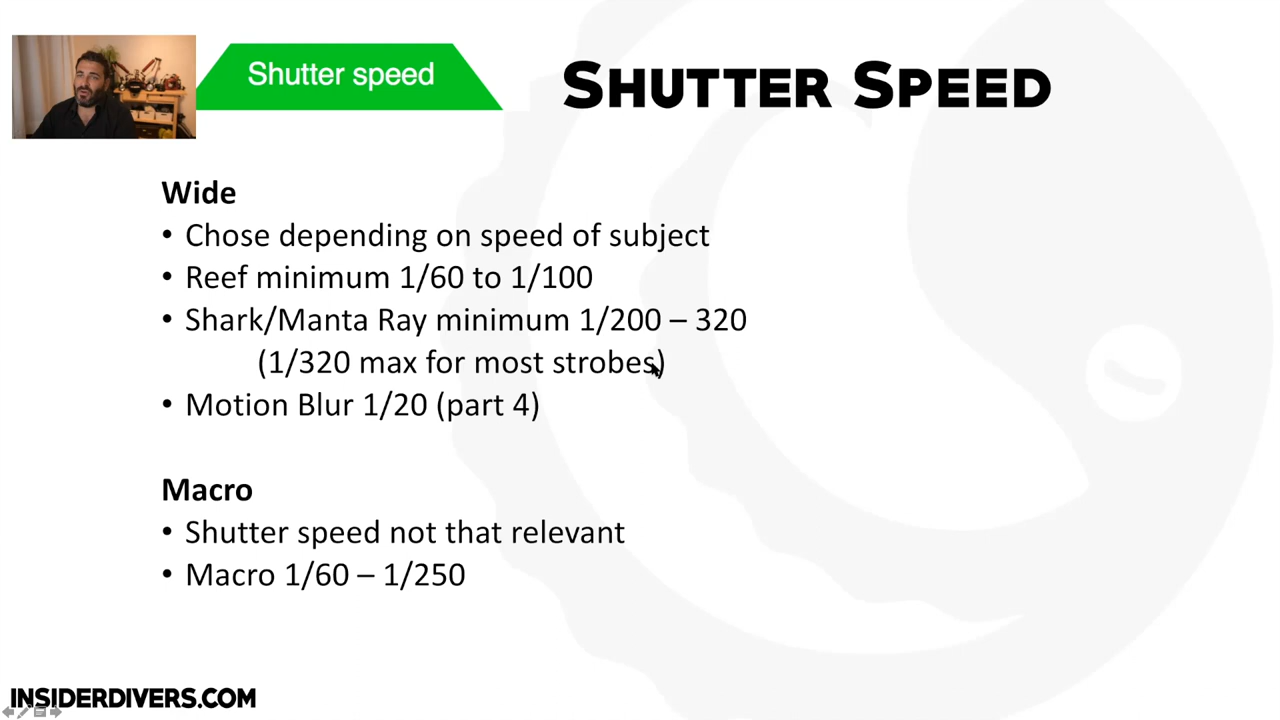 Shutter speed
SHUTTER SPEED
Wide
• Chose depending on speed of subject
• Reef minimum 1/60 to 1/100
• Shark/Manta Ray minimum 1/200 – 320
(1/320 max for most strobes)
• Motion Blur 1/20 (part 4)
Macro
• Shutter speed not that relevant
• Macro 1/60 – 1/250
INSIDERDIVERS.COM